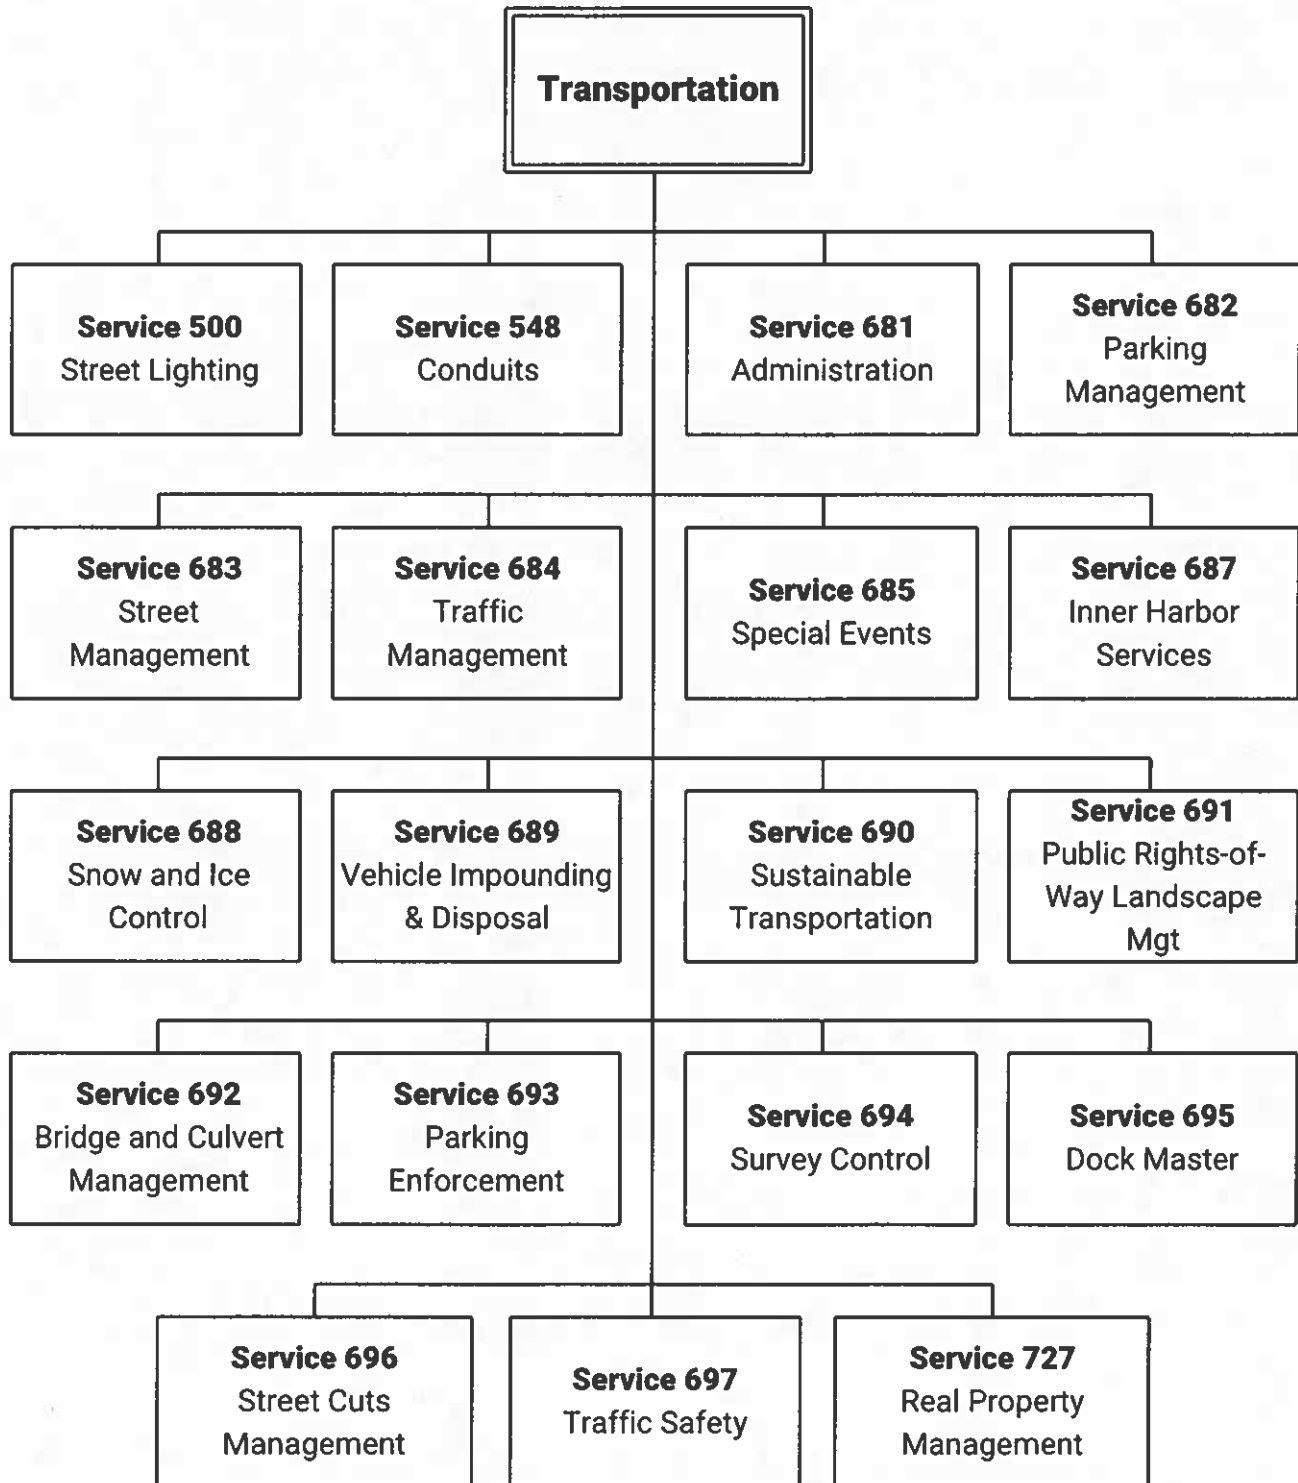 Transportation
Service 500
Street Lighting
Service 548
Conduits
Service 681
Administration
Service 682
Parking
Management
Service 683
Street
Management
Service 684
Traffic
Management
Service 685
Special Events
Service 687
Inner Harbor
Services
Service 688
Snow and Ice
Control
Service 689
Vehicle Impounding
& Disposal
Service 690
Sustainable
Transportation
Service 691
Public Rights-of-
Way Landscape
Mgt
Service 692
Bridge and Culvert
Management
Service 693
Parking
Enforcement
Service 694
Survey Control
Service 695
Dock Master
Service 696
Street Cuts
Management
Service 697
Traffic Safety
Service 727
Real Property
Management